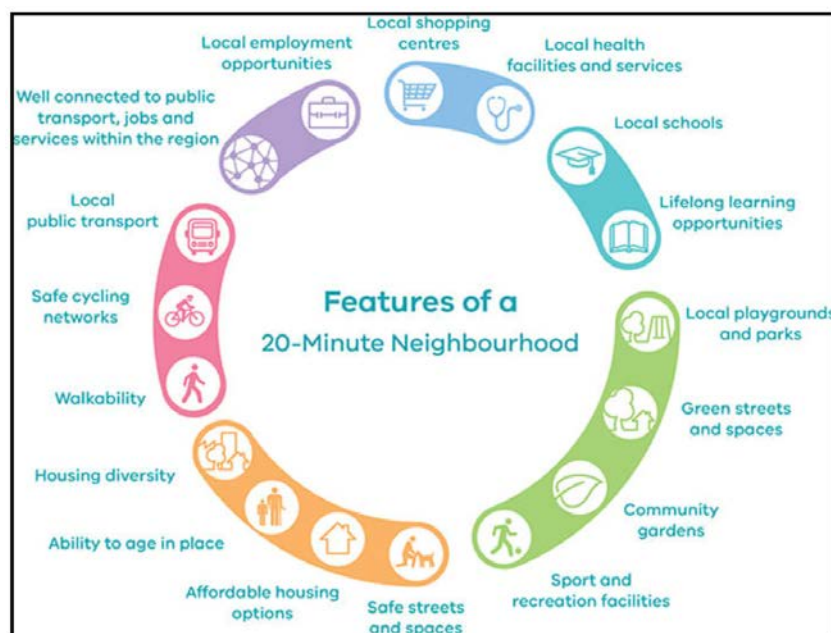 Features of a
20-Minute Neighbourhood
Local shopping
centres
Local health
facilities and services
Local schools
Lifelong learning
opportunities
Local playgrounds
and parks
Green streets
and spaces
Community
gardens
Sport and
recreation facilities
Safe streets
and spaces
Affordable housing
options
Ability to age in place
Housing diversity
Walkability
Safe cycling
networks
Local
public transport
Well connected to public
transport, jobs and
services within the region
Local employment
opportunities